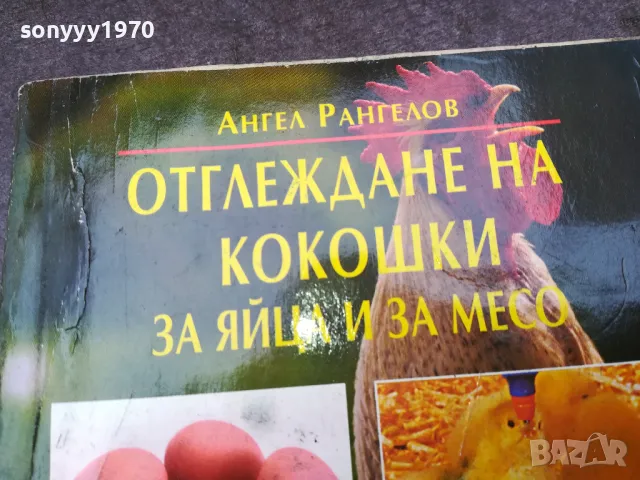 sonyyy1970
АНГЕЛ РАНГЕЛОВ
ОТГЛЕЖДАНЕ НА
КОКОШКИ
ЗА ЯЙЦА И ЗА МЕСО
BAZAR